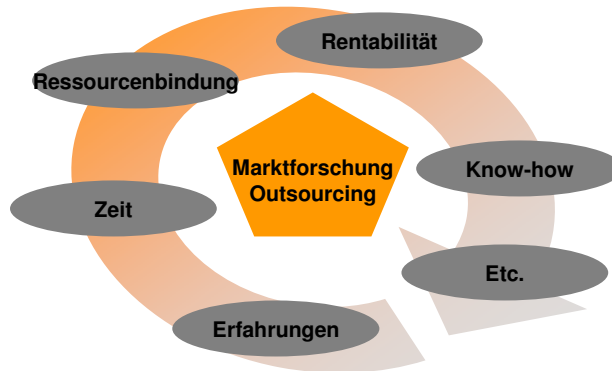 Rentabilität
Ressourcenbindung
Marktforschung
Outsourcing
Know-how
Zeit
Etc.
Erfahrungen